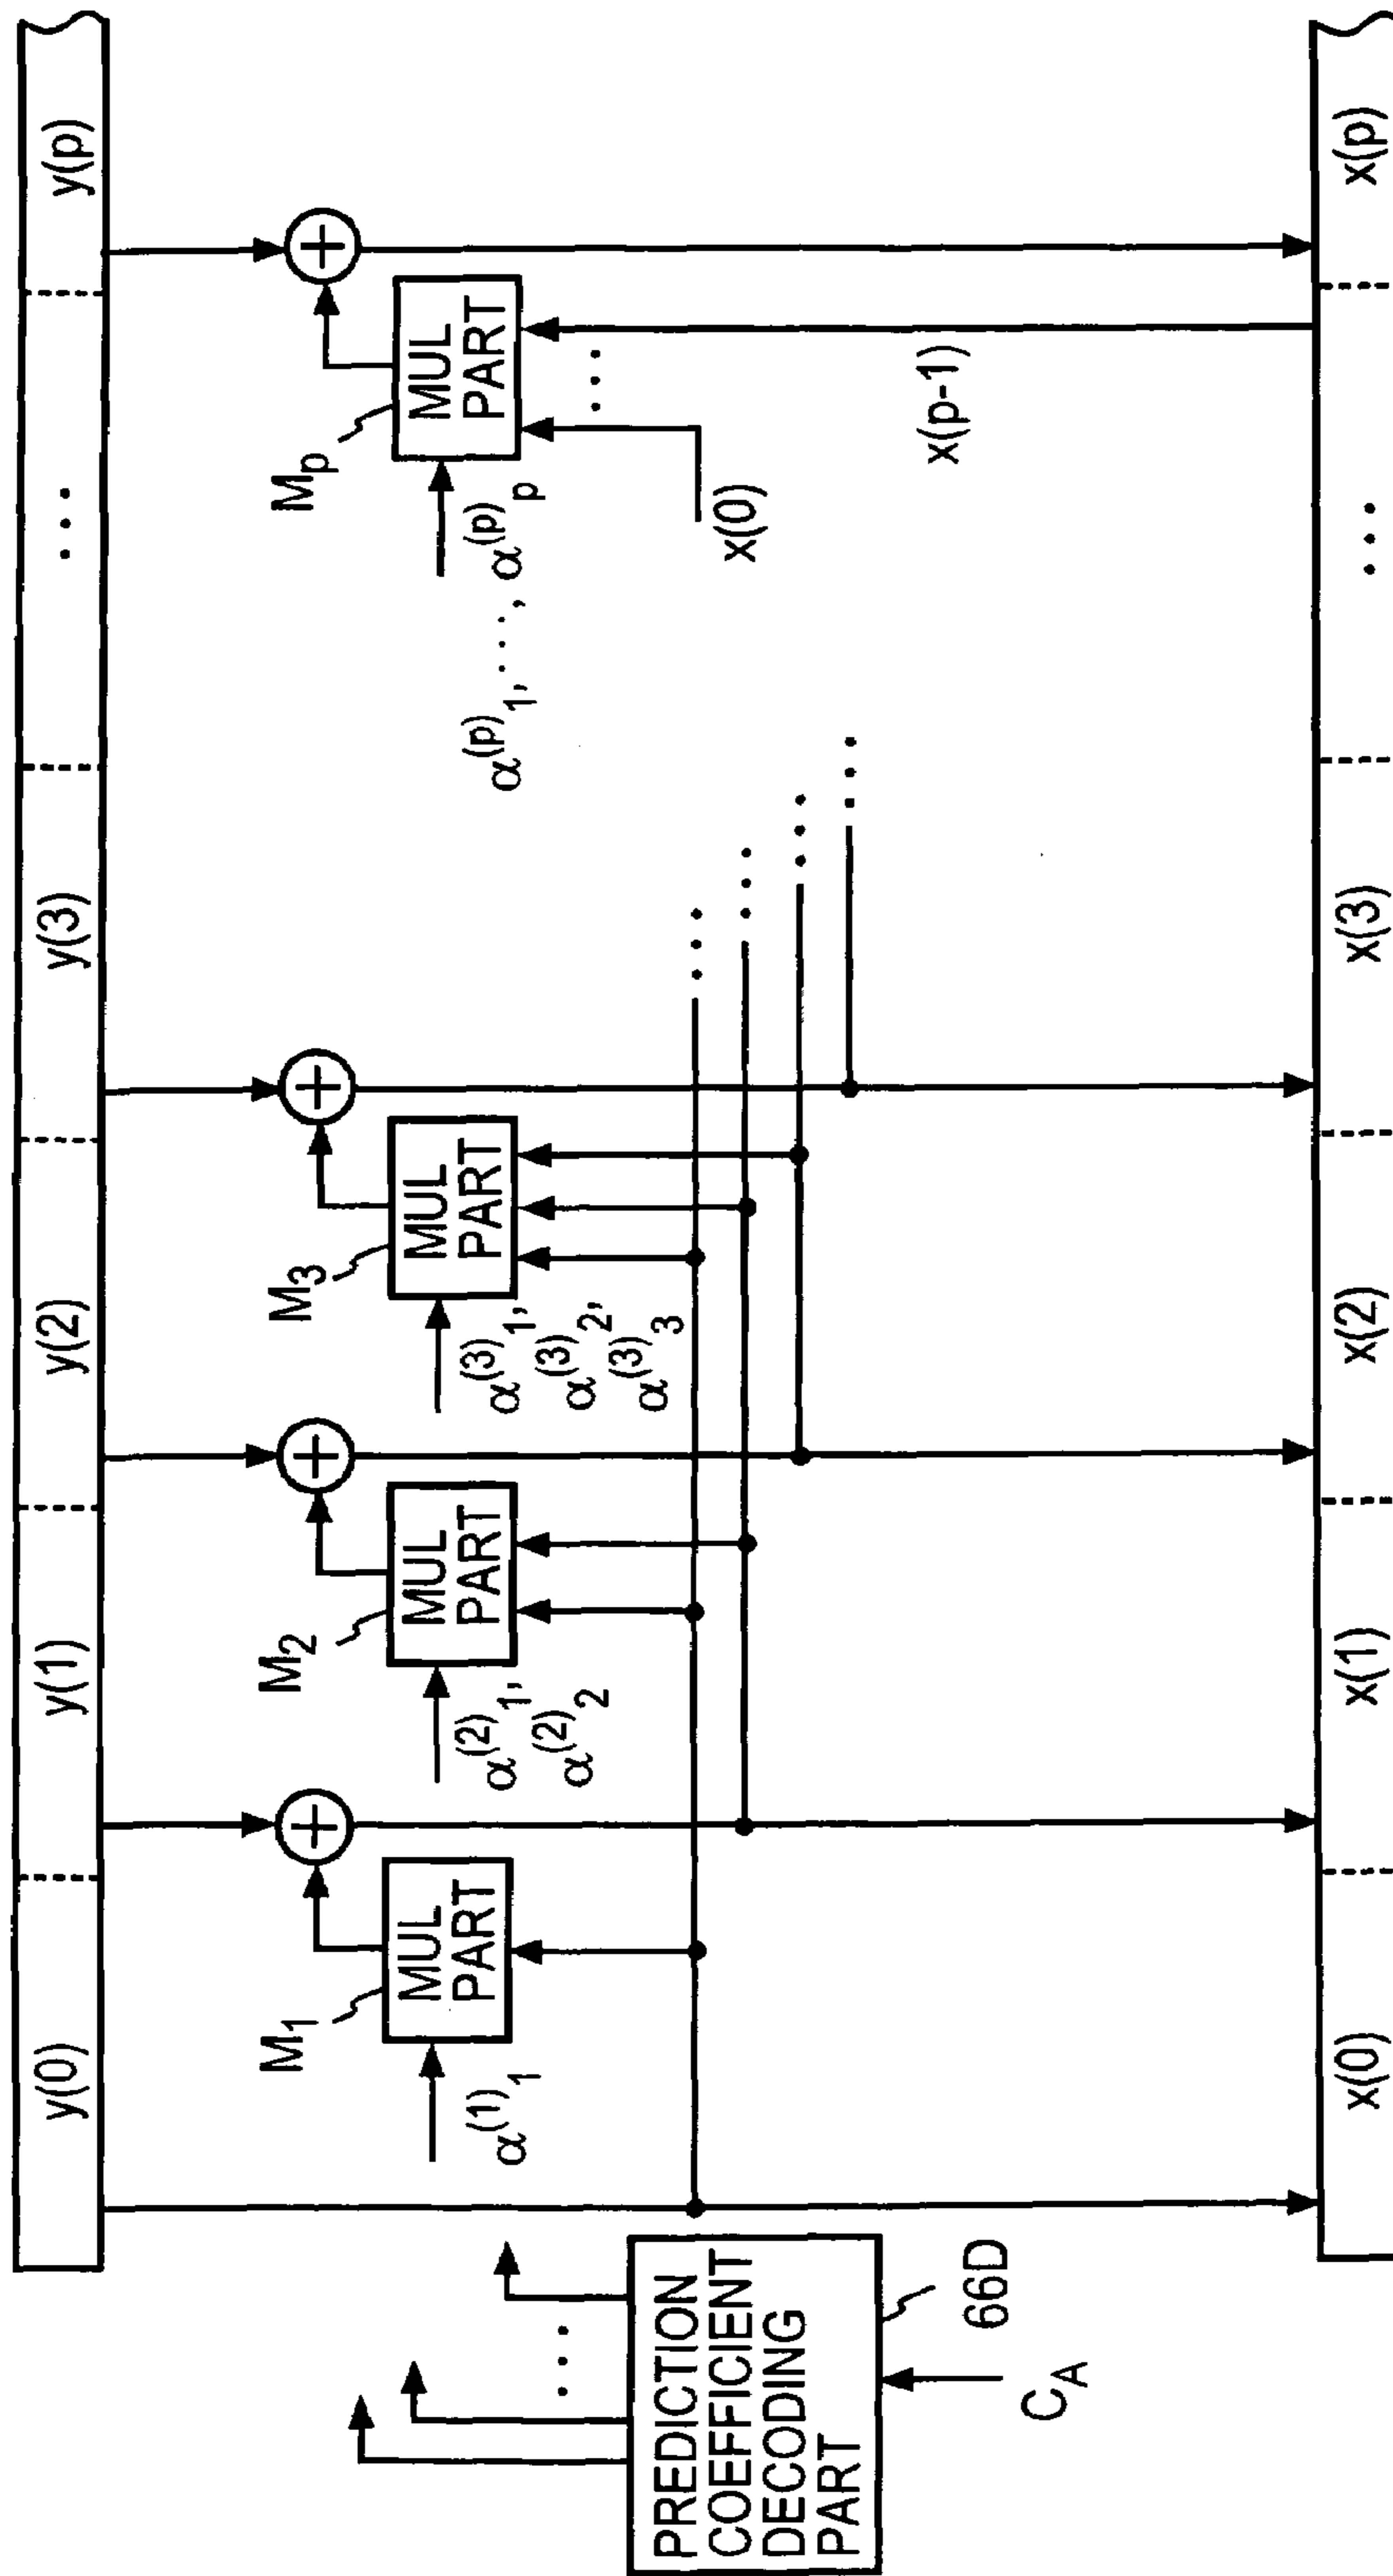 y(0) y(1) y(2) y(3) ... y(p)
M1 M2 M3 Mp
MUL PART
MUL PART
MUL PART
MUL PART
α(1)1
α(2)1,
α(2)2
α(3)1,
α(3)2,
α(3)3
α(p)1, ..., α(p)p
...
x(0)
x(p-1)
... ... ... ...
PREDICTION
COEFFICIENT
DECODING
PART
...
66D
CA
x(0) x(1) x(2) x(3) ... x(p)